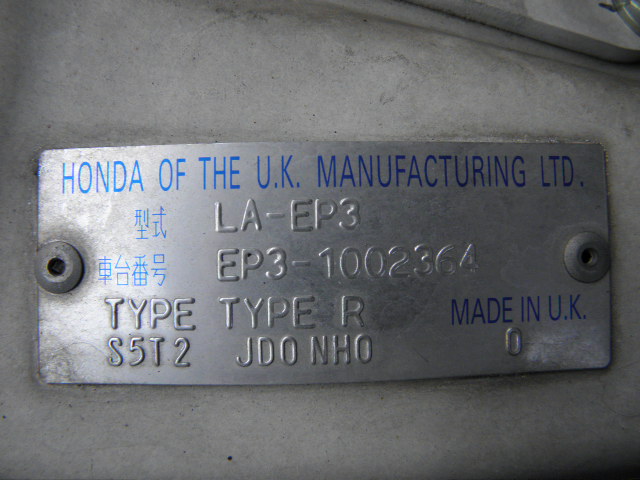 HONDA OF THE U.K. MANUFACTURING LTD.
型式 LA-EP3
車台番号 EP3-1002364
TYPE TYPE R MADE IN U.K.
S5T2 JD0 NH0 0